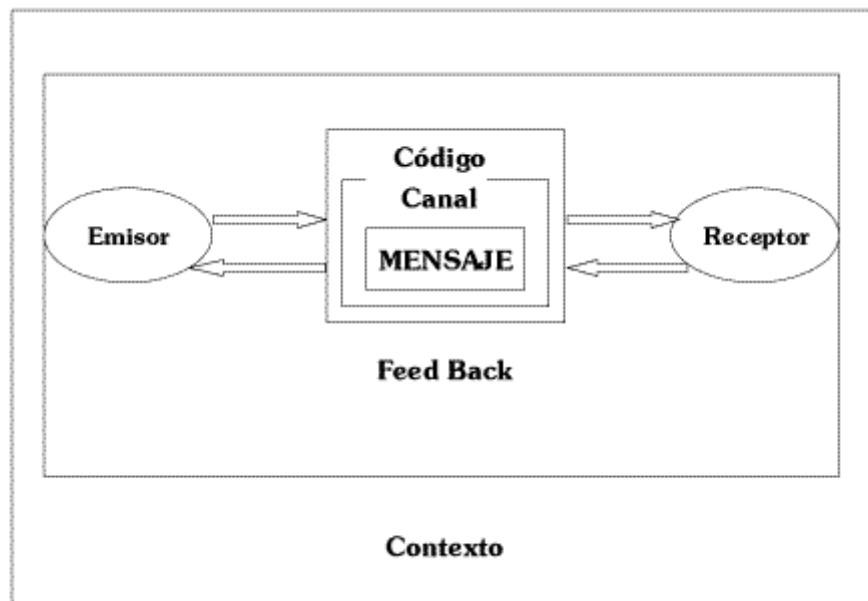 Código
Canal
Emisor
MENSAJE
Receptor
Feed Back
Contexto